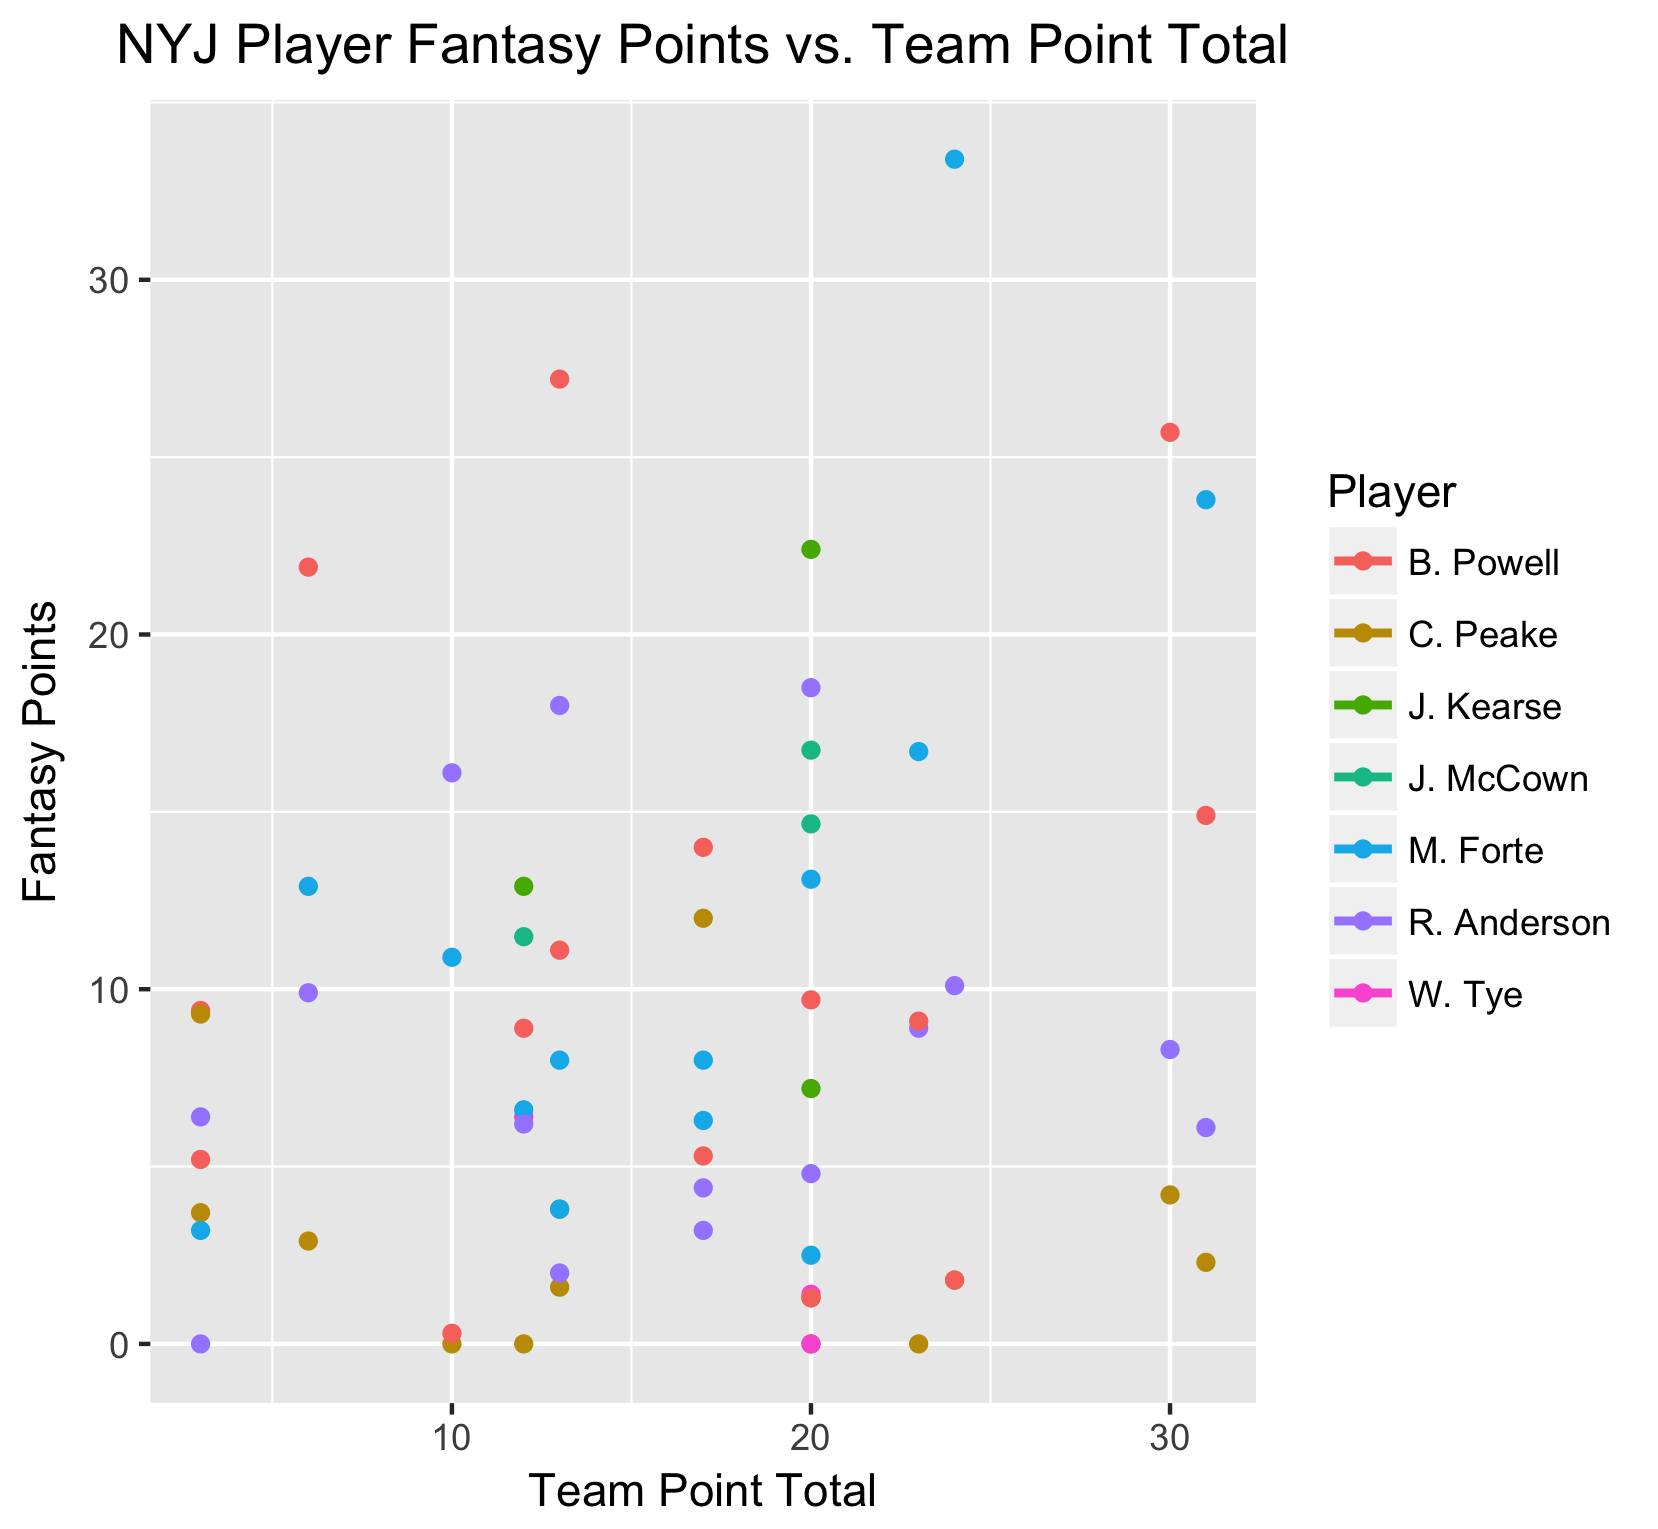 NYJ Player Fantasy Points vs. Team Point Total
30
20
10
0
Fantasy Points
10 20 30
Team Point Total
Player
B. Powell
C. Peake
J. Kearse
J. McCown
M. Forte
R. Anderson
W. Tye